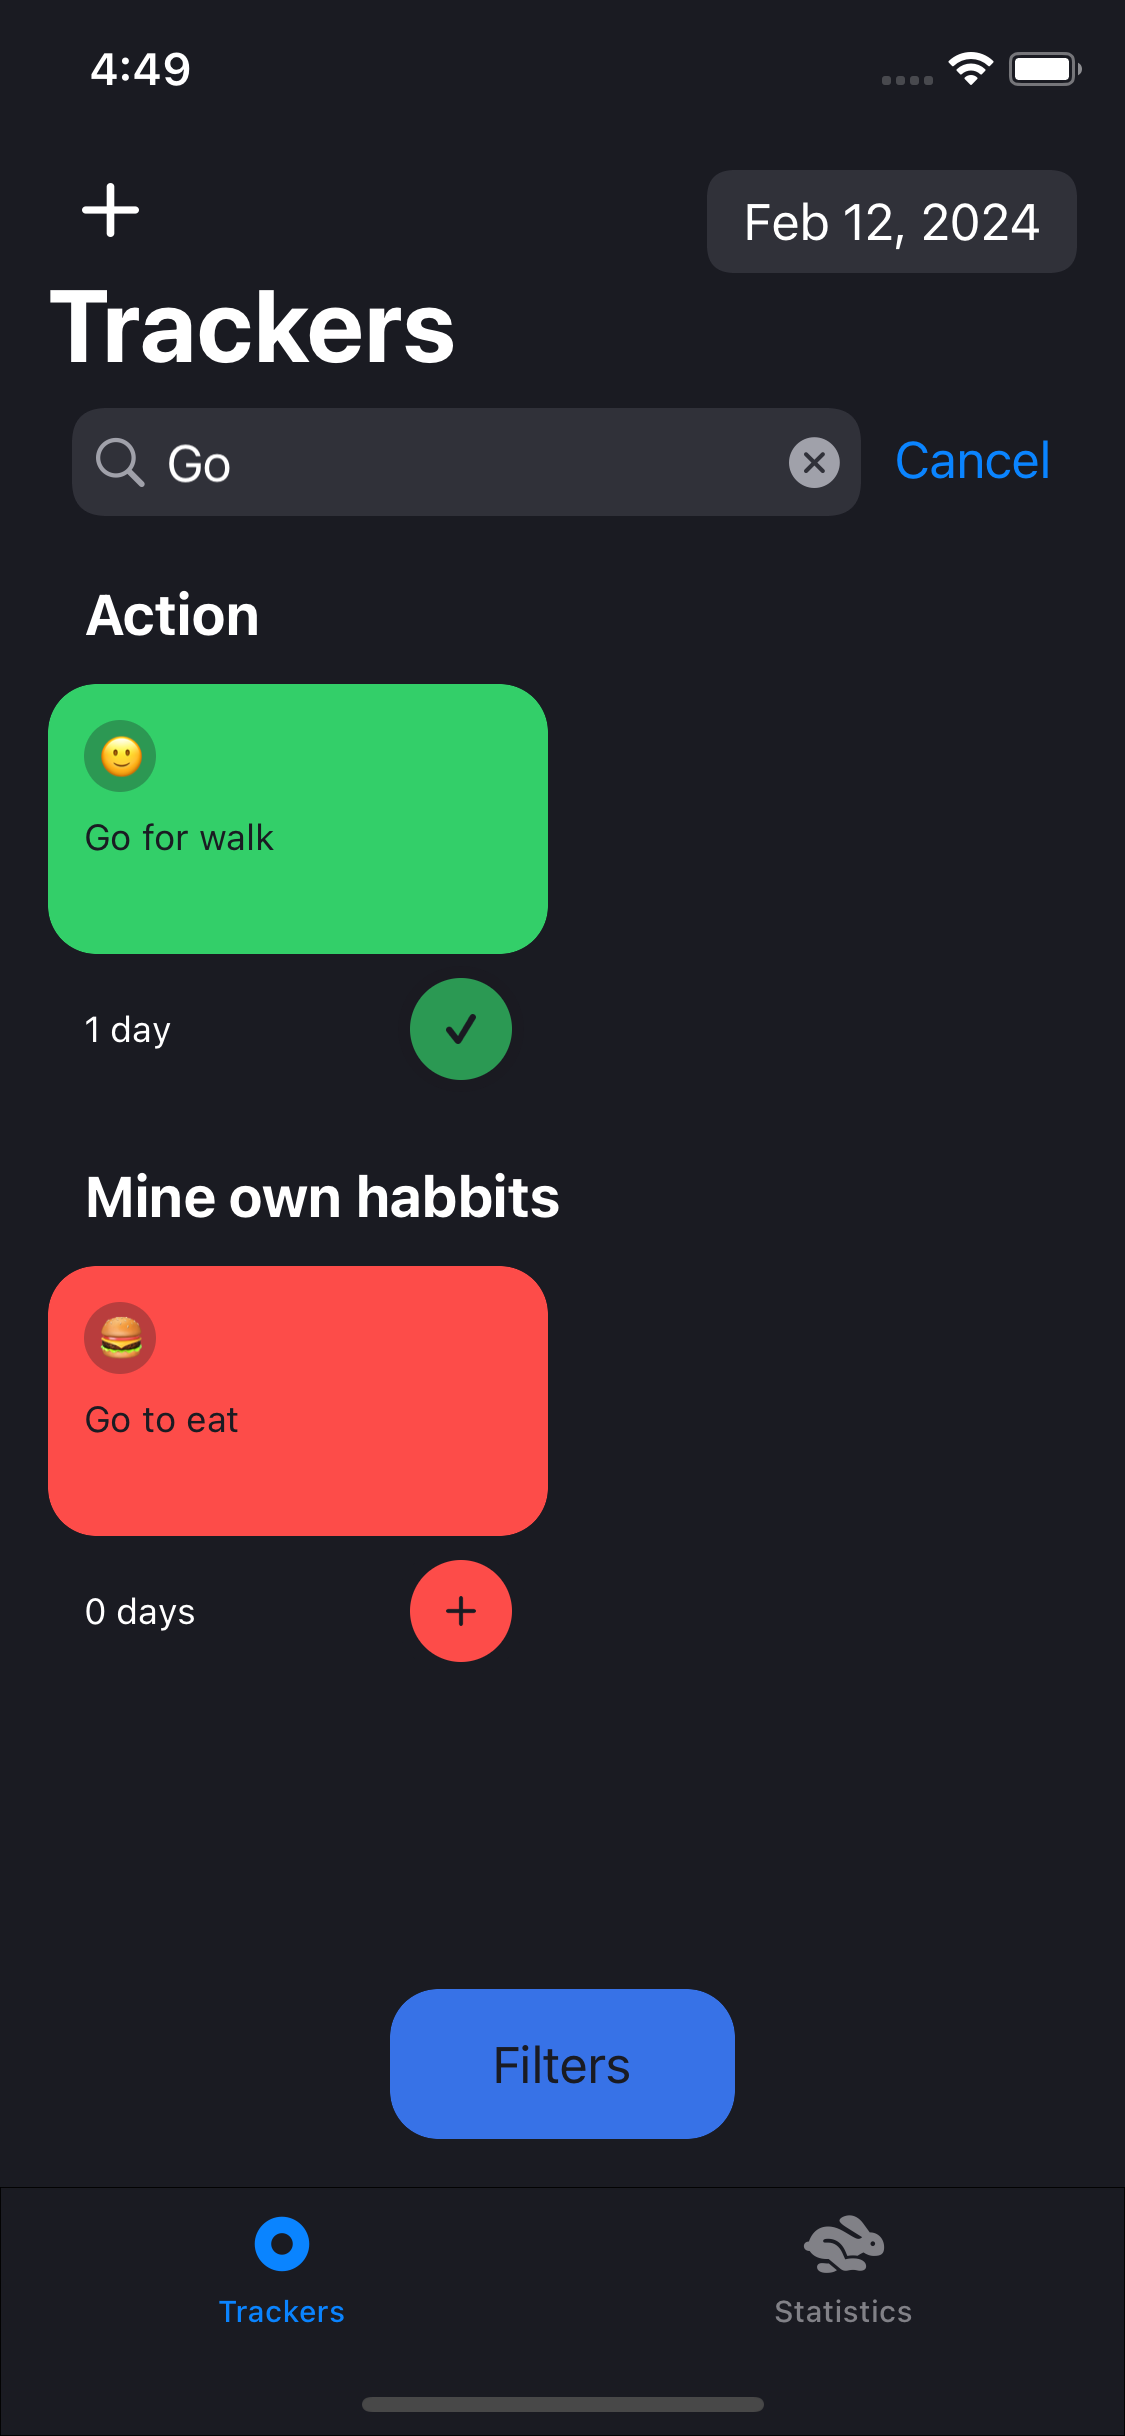 4:49
Feb 12, 2024
Trackers
Go
Cancel
Action
Go for walk
1 day
Mine own habbits
Go to eat
0 days
Filters
Trackers
Statistics